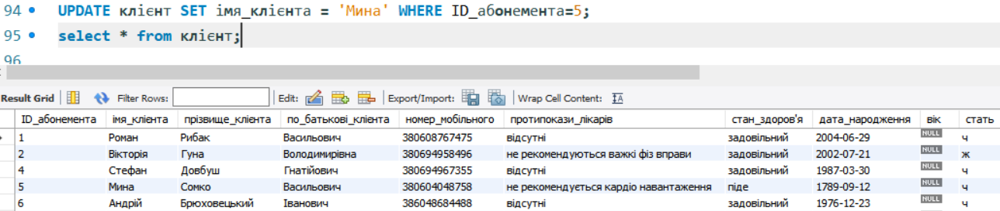 94 UPDATE клієнт SET імя_клієнта = 'Мина' WHERE ID_абонемента=5;
95 select * from клієнт;
96
Result Grid Filter Rows: Edit: Export/Import: Wrap Cell Content:
ID_абонемента імя_клієнта прізвище_клієнта по_батькові_клієнта номер_мобільного протипокази_лікарів стан_здоров'я дата_народження вік стать
1 Роман Рибак Васильович 380608767475 відсутні задовільний 2004-06-29 NULL ч
2 Вікторія Гуна Володимирівна 380694958496 не рекомендуються важкі фіз вправи задовільний 2002-07-21 NULL ж
4 Стефан Довбуш Гнатійович 380694967355 відсутні задовільний 1987-03-30 NULL ч
5 Мина Сомко Васильович 380604048758 не рекомендується кардіо навантаження піде 1789-09-12 NULL ч
6 Андрій Брюховецький Іванович 386048684488 відсутні задовільний 1976-12-23 NULL ч